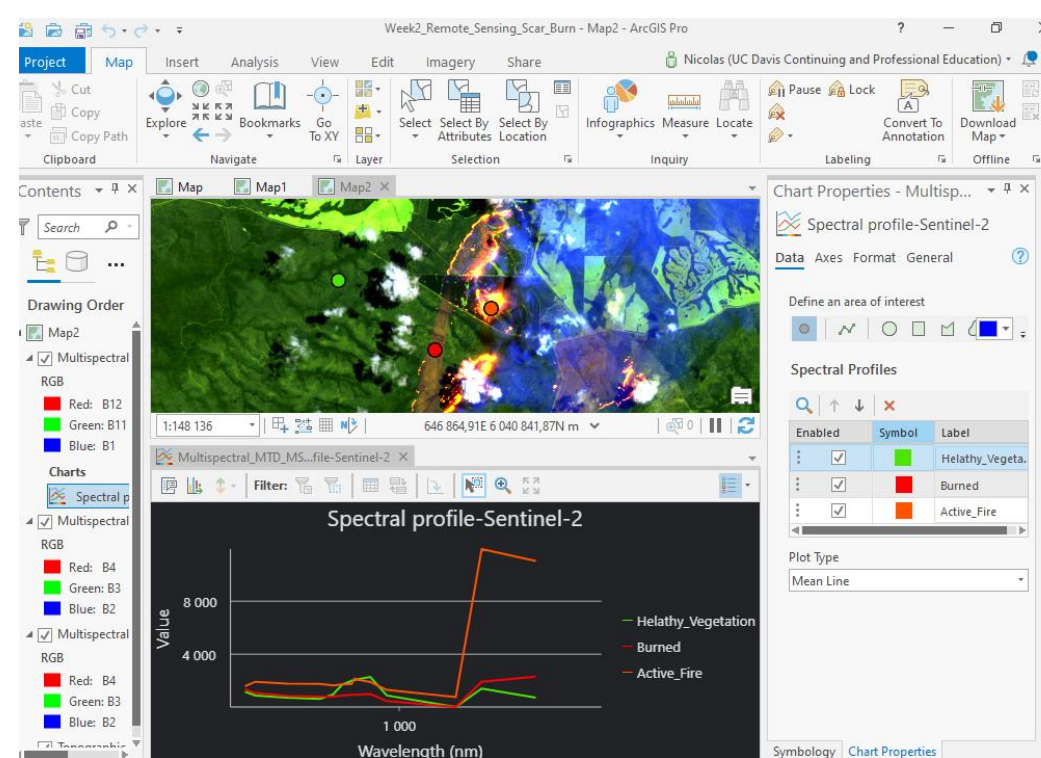 Week2_Remote_Sensing_Scar_Burn - Map2 - ArcGIS Pro
?
Project Map Insert Analysis View Edit Imagery Share
Nicolas (UC Davis Continuing and Professional Education)
Cut
Copy
Copy Path
aste
Clipboard
Explore
Bookmarks
Go
To XY
Navigate
Layer
Select
Select By
Attributes
Select By
Location
Selection
Infographics
Measure
Locate
Inquiry
Pause
Lock
Convert To
Annotation
Labeling
Download
Map
Offline
Contents
Search
...
Drawing Order
Map2
Multispectral
RGB
Red: B12
Green: B11
Blue: B1
Charts
Spectral p
Multispectral
RGB
Red: B4
Green: B3
Blue: B2
Multispectral
RGB
Red: B4
Green: B3
Blue: B2
Topographic
Map Map1 Map2
1:148 136
646 864,91E 6 040 841,87N m
0
Multispectral_MTD_MS...file-Sentinel-2
Filter:
Spectral profile-Sentinel-2
8 000
4 000
Value
1 000
Wavelength (nm)
Helathy_Vegetation
Burned
Active_Fire
Chart Properties - Multisp...
Spectral profile-Sentinel-2
Data Axes Format General
?
Define an area of interest
Spectral Profiles
Enabled Symbol Label
Helathy_Vegeta.
Burned
Active_Fire
Plot Type
Mean Line
Symbology Chart Properties